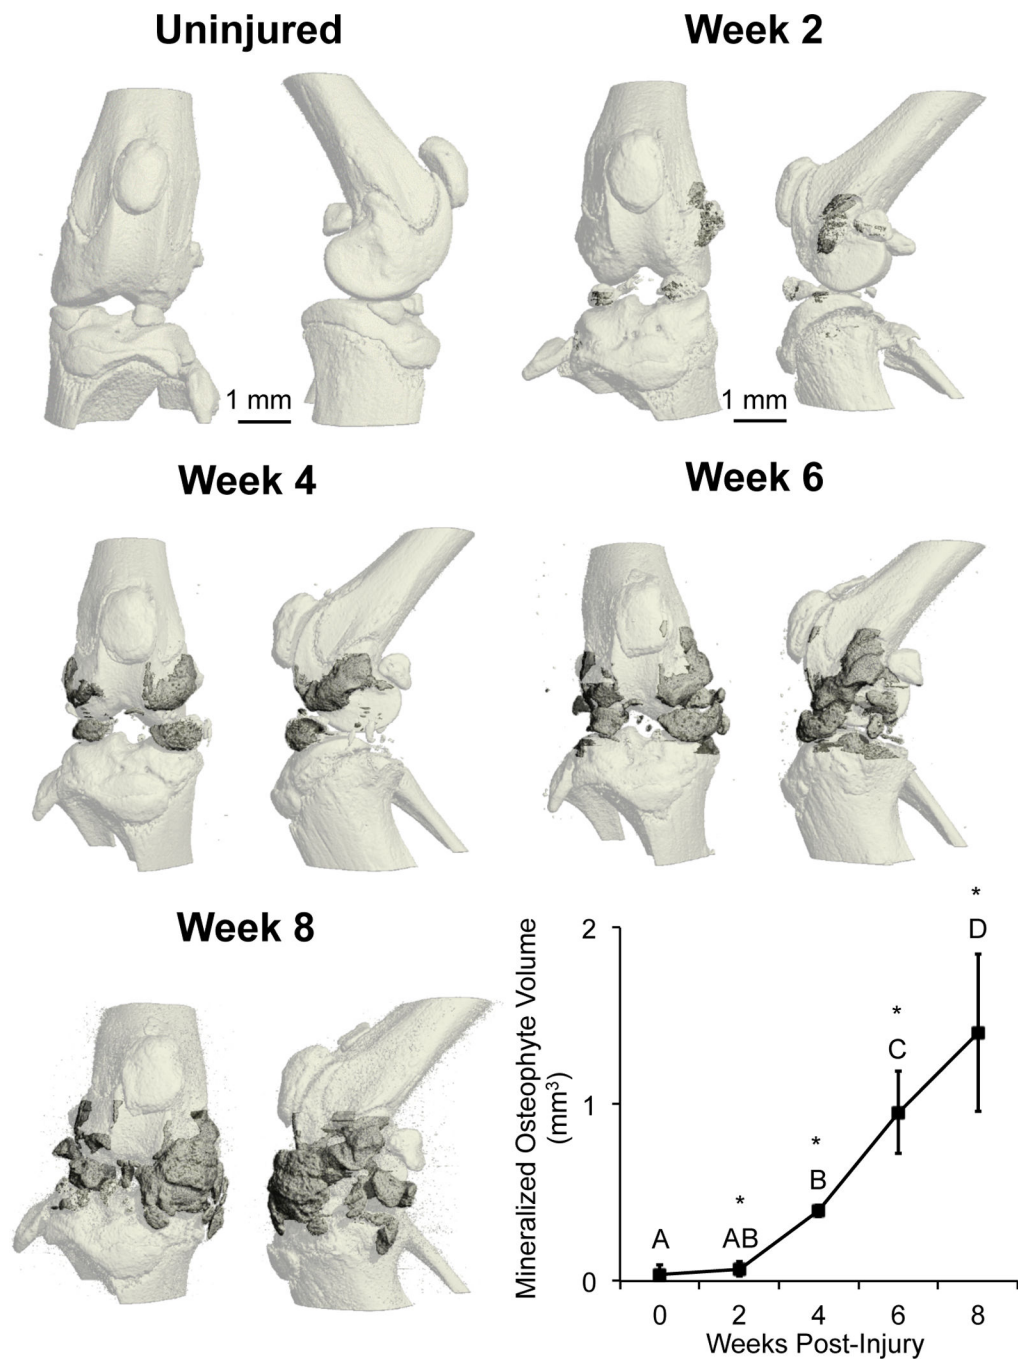 Uninjured
Week 2
1 mm
1 mm
Week 4
Week 6
Week 8
Mineralized Osteophyte Volume
(mm³)
2
1
0
A
*
AB
*
B
*
C
*
D
0 2 4 6 8
Weeks Post-Injury